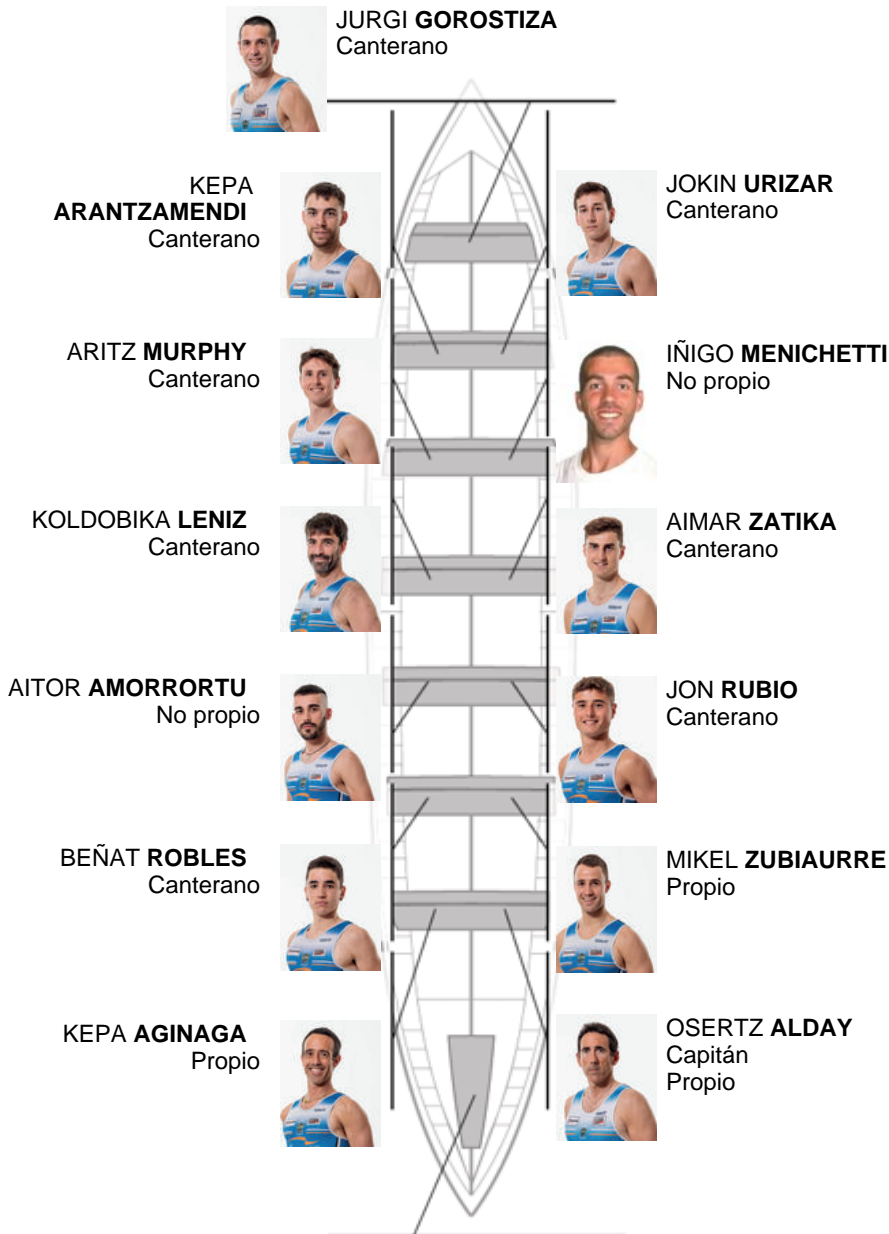 JURGI GOROSTIZA
Canterano
KEPA
ARANTZAMENDI
Canterano
JOKIN URIZAR
Canterano
ARITZ MURPHY
Canterano
IÑIGO MENICHETTI
No propio
KOLDOBIKA LENIZ
Canterano
AIMAR ZATIKA
Canterano
AITOR AMORRORTU
No propio
JON RUBIO
Canterano
BEÑAT ROBLES
Canterano
MIKEL ZUBIAURRE
Propio
KEPA AGINAGA
Propio
OSERTZ ALDAY
Capitán
Propio